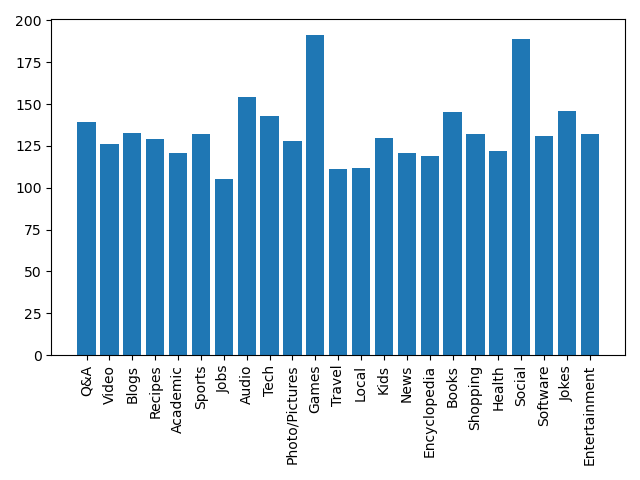 200
175
150
125
100
75
50
25
0
Q&A
Video
Blogs
Recipes
Academic
Sports
Jobs
Audio
Tech
Photo/Pictures
Games
Travel
Local
Kids
News
Encyclopedia
Books
Shopping
Health
Social
Software
Jokes
Entertainment